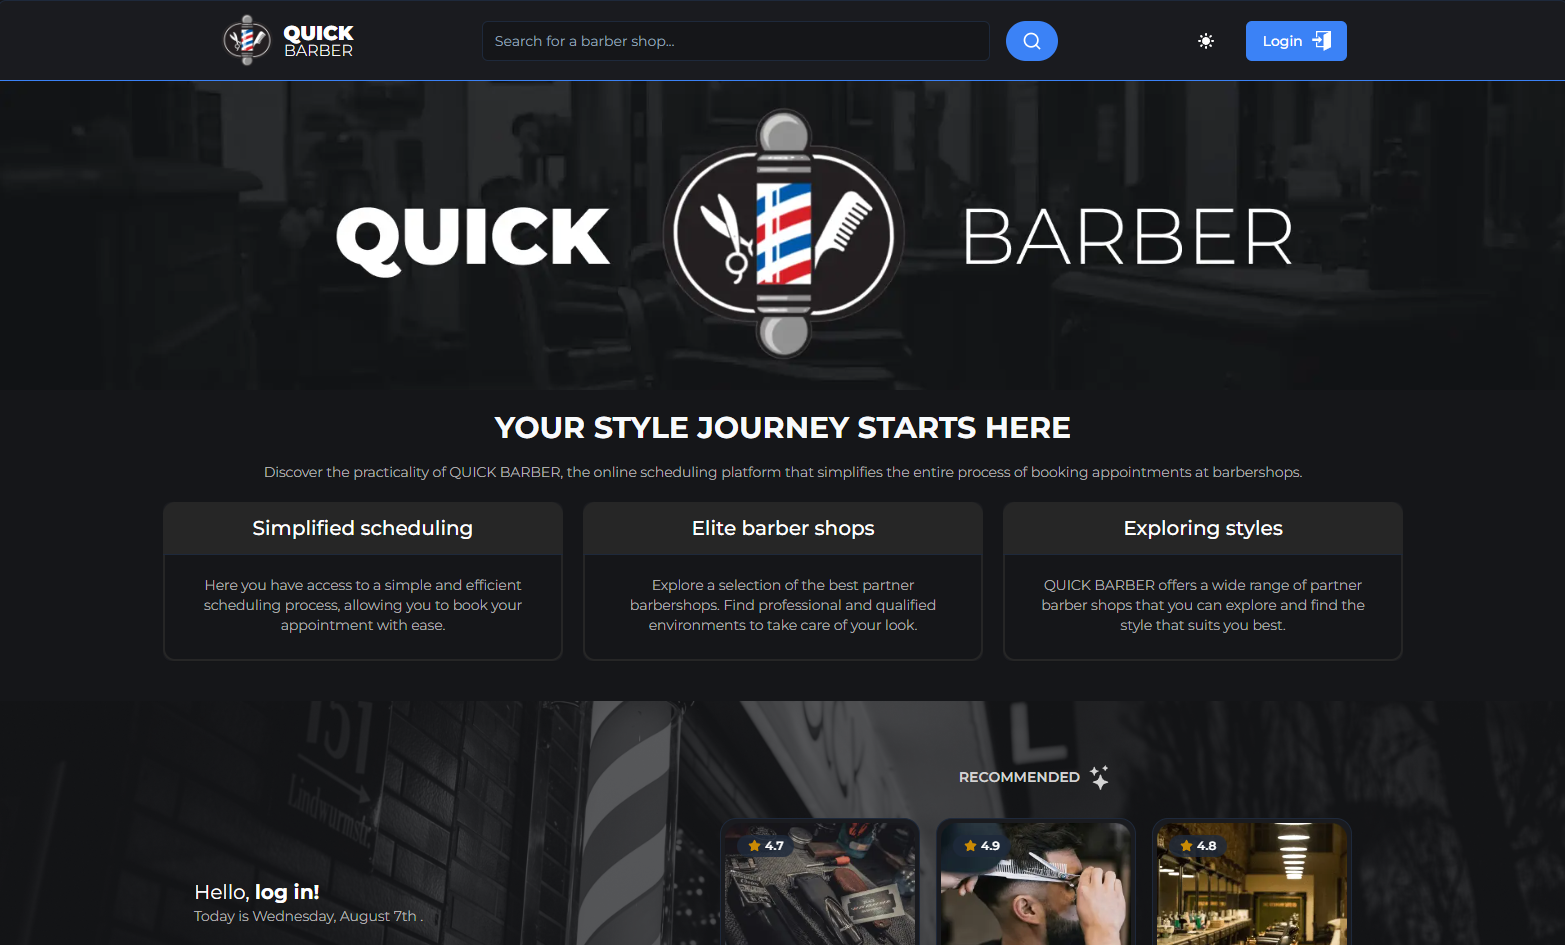 QUICK
BARBER
Search for a barber shop...
Login
QUICK BARBER
YOUR STYLE JOURNEY STARTS HERE
Discover the practicality of QUICK BARBER, the online scheduling platform that simplifies the entire process of booking appointments at barbershops.
Simplified scheduling
Here you have access to a simple and efficient
scheduling process, allowing you to book your
appointment with ease.
Elite barber shops
Explore a selection of the best partner
barbershops. Find professional and qualified
environments to take care of your look.
Exploring styles
QUICK BARBER offers a wide range of partner
barber shops that you can explore and find the
style that suits you best.
151
Lindwurmstr.
L
RECOMMENDED
4.7
4.9
4.8
Hello, log in!
Today is Wednesday, August 7th .